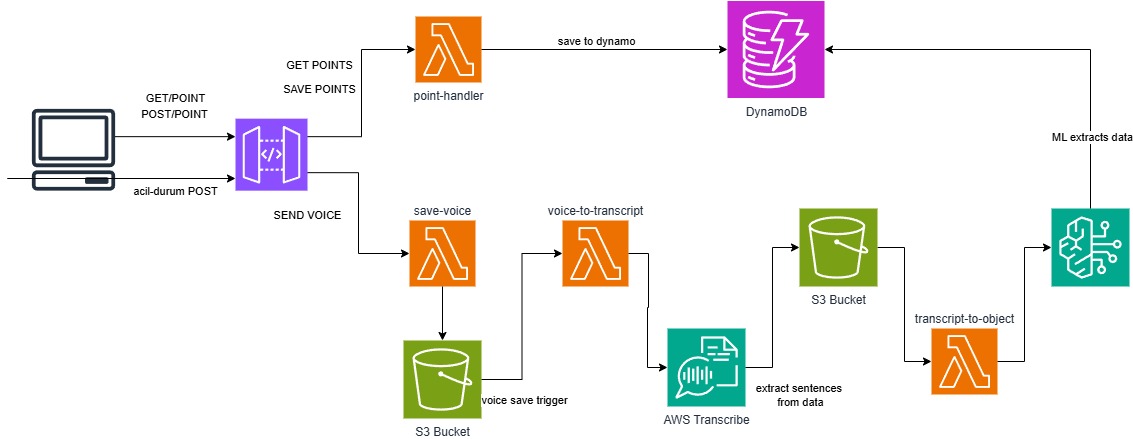 GET POINTS
SAVE POINTS
point-handler
save to dynamo
DynamoDB
GET/POINT
POST/POINT
acil-durum POST
SEND VOICE
ML extracts data
save-voice
voice-to-transcript
S3 Bucket
transcript-to-object
voice save trigger
S3 Bucket
AWS Transcribe
extract sentences
from data